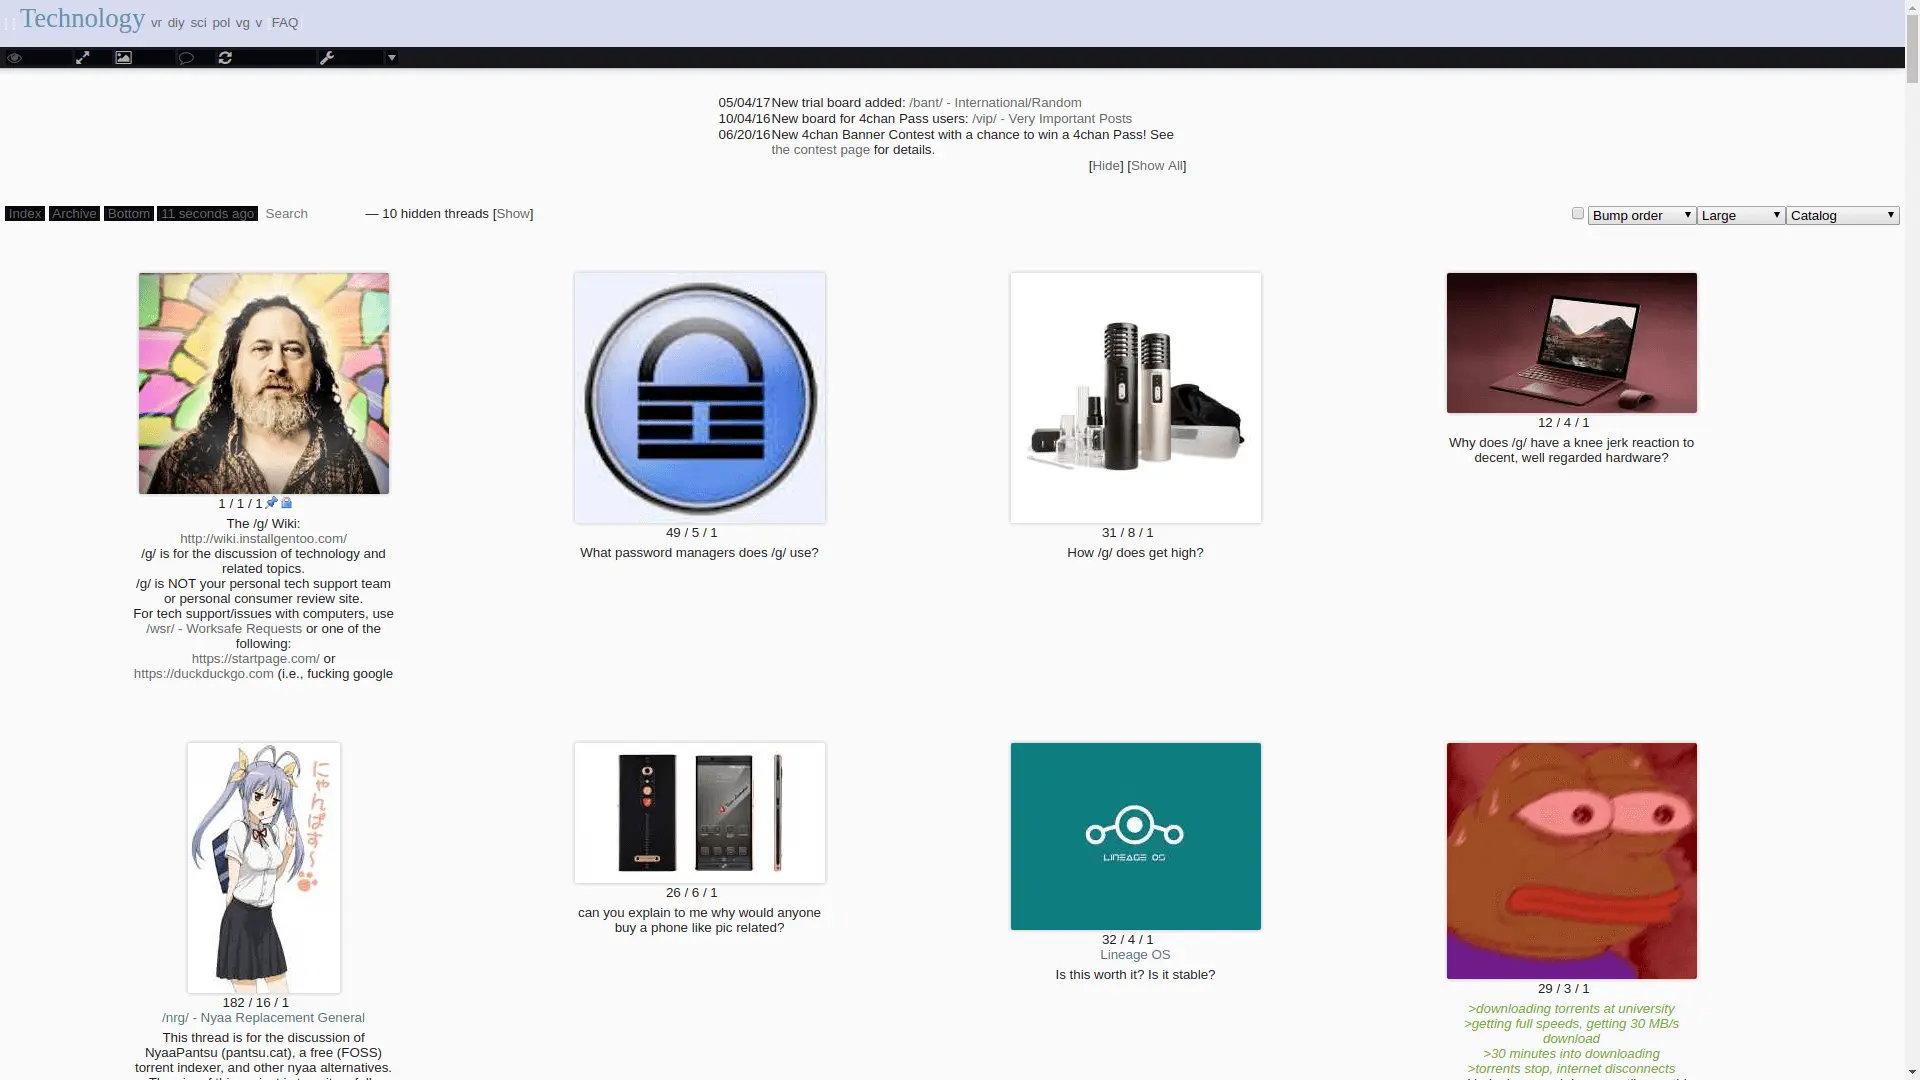 Technology vr diy sci pol vg v FAQ
05/04/17 New trial board added: /bant/ - International/Random
10/04/16 New board for 4chan Pass users: /vip/ - Very Important Posts
06/20/16 New 4chan Banner Contest with a chance to win a 4chan Pass! See
the contest page for details.
[Hide] [Show All]
Index Archive Bottom 11 seconds ago Search — 10 hidden threads [Show]
Bump order Large Catalog
1 / 1 / 1
The /g/ Wiki:
http://wiki.installgentoo.com/
/g/ is for the discussion of technology and
related topics.
/g/ is NOT your personal tech support team
or personal consumer review site.
For tech support/issues with computers, use
/wsr/ - Worksafe Requests or one of the
following:
https://startpage.com/ or
https://duckduckgo.com (i.e., fucking google
49 / 5 / 1
What password managers does /g/ use?
31 / 8 / 1
How /g/ does get high?
12 / 4 / 1
Why does /g/ have a knee jerk reaction to
decent, well regarded hardware?
にゃんぱすー
182 / 16 / 1
/nrg/ - Nyaa Replacement General
This thread is for the discussion of
NyaaPantsu (pantsu.cat), a free (FOSS)
torrent indexer, and other nyaa alternatives.
26 / 6 / 1
can you explain to me why would anyone
buy a phone like pic related?
LINEAGE OS
32 / 4 / 1
Lineage OS
Is this worth it? Is it stable?
29 / 3 / 1
>downloading torrents at university
>getting full speeds, getting 30 MB/s
download
>30 minutes into downloading
>torrents stop, internet disconnects